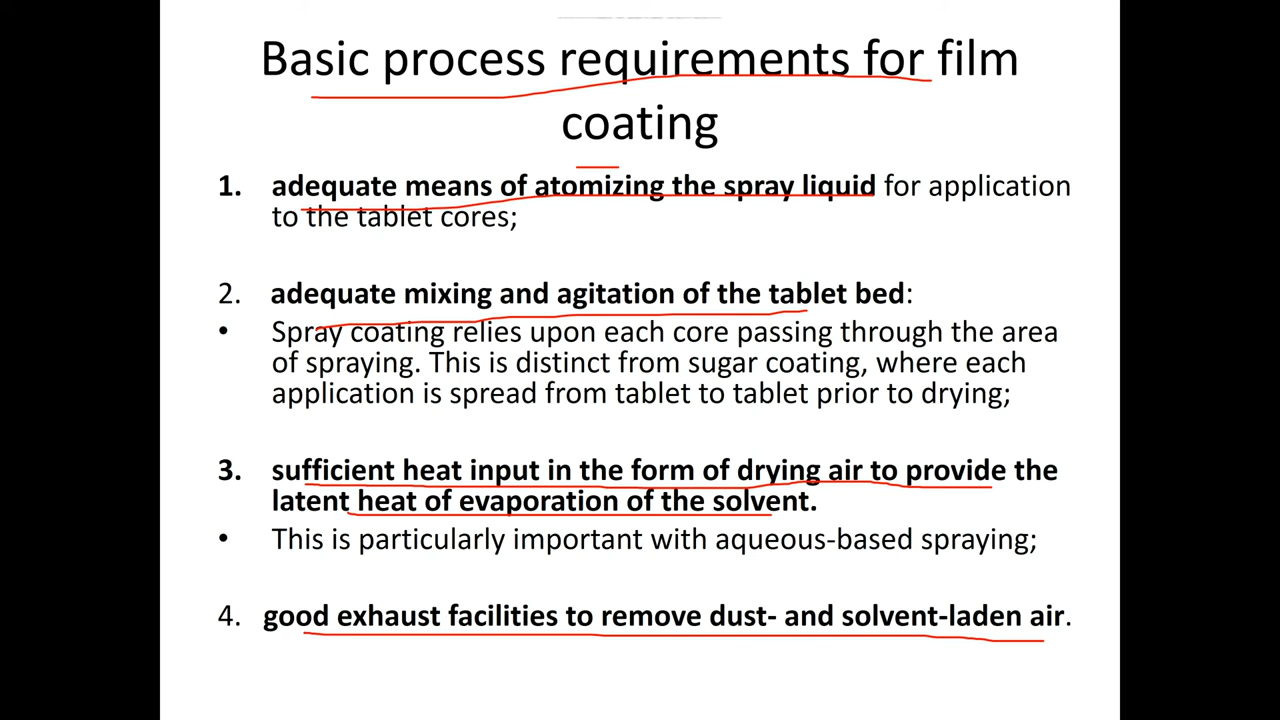 Basic process requirements for film
coating
1. adequate means of atomizing the spray liquid for application
to the tablet cores;
2. adequate mixing and agitation of the tablet bed:
• Spray coating relies upon each core passing through the area
of spraying. This is distinct from sugar coating, where each
application is spread from tablet to tablet prior to drying;
3. sufficient heat input in the form of drying air to provide the
latent heat of evaporation of the solvent.
• This is particularly important with aqueous-based spraying;
4. good exhaust facilities to remove dust- and solvent-laden air.